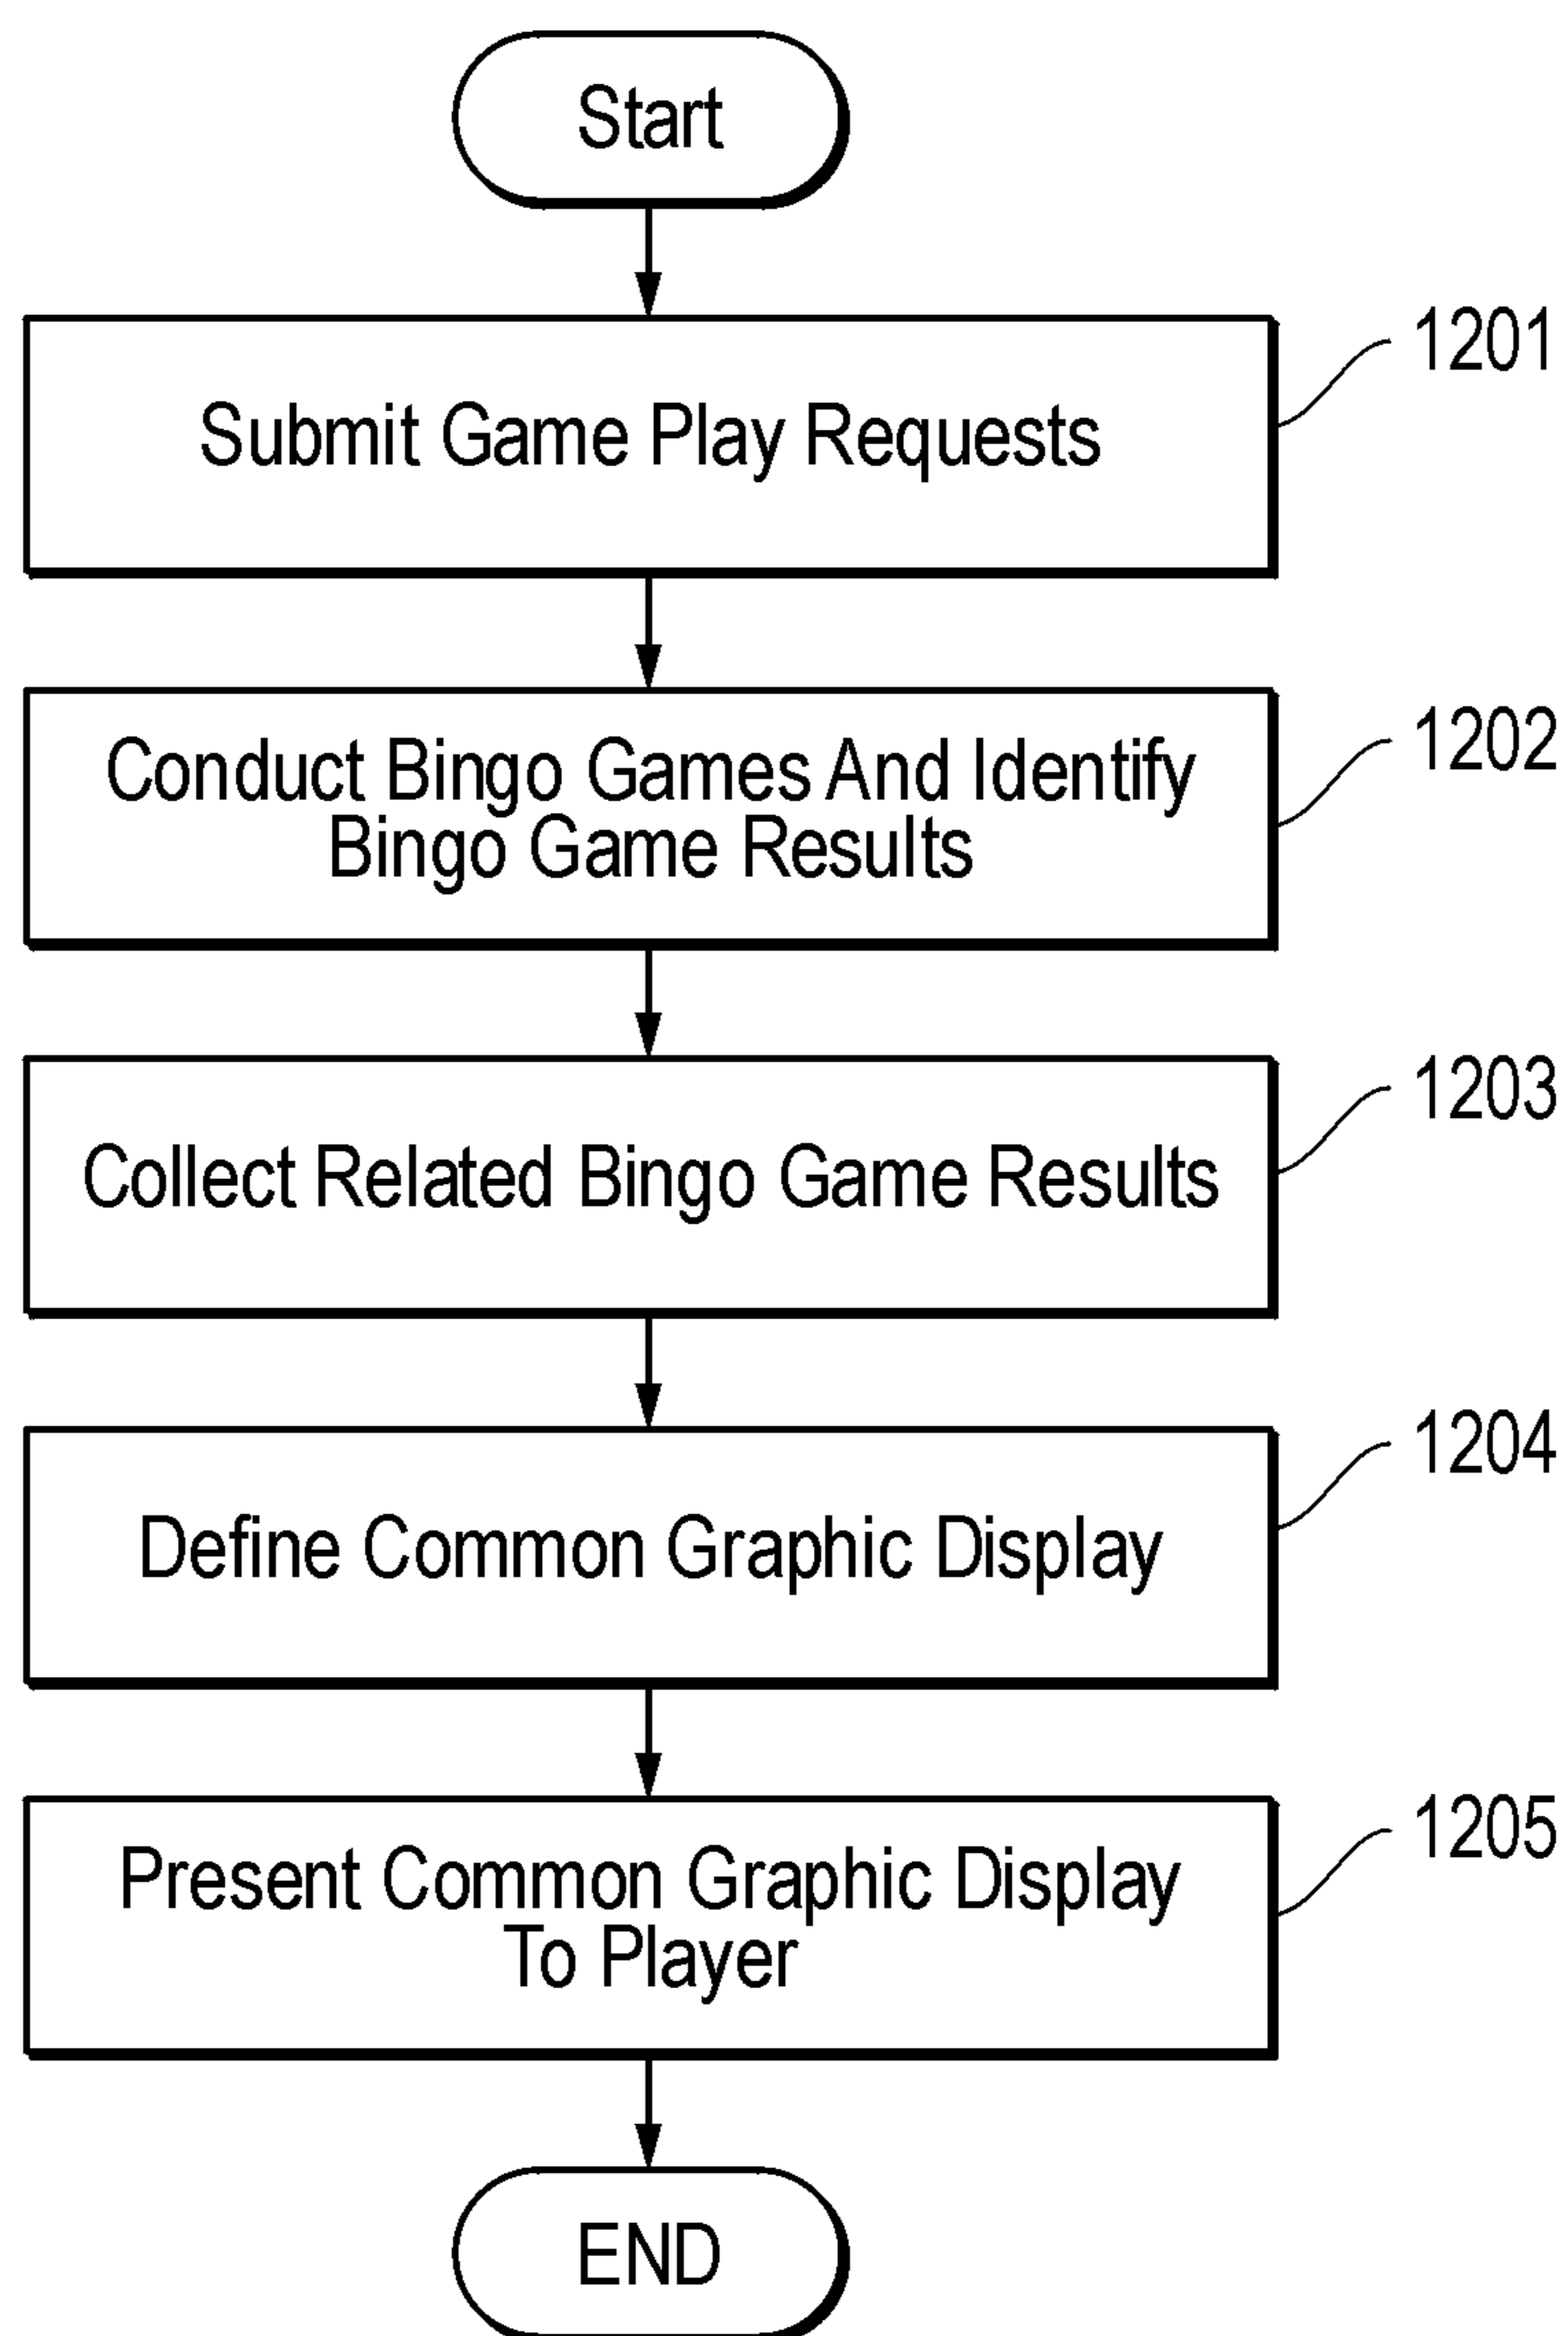 Start
1201
Submit Game Play Requests
1202
Conduct Bingo Games And Identify
Bingo Game Results
1203
Collect Related Bingo Game Results
1204
Define Common Graphic Display
1205
Present Common Graphic Display
To Player
END